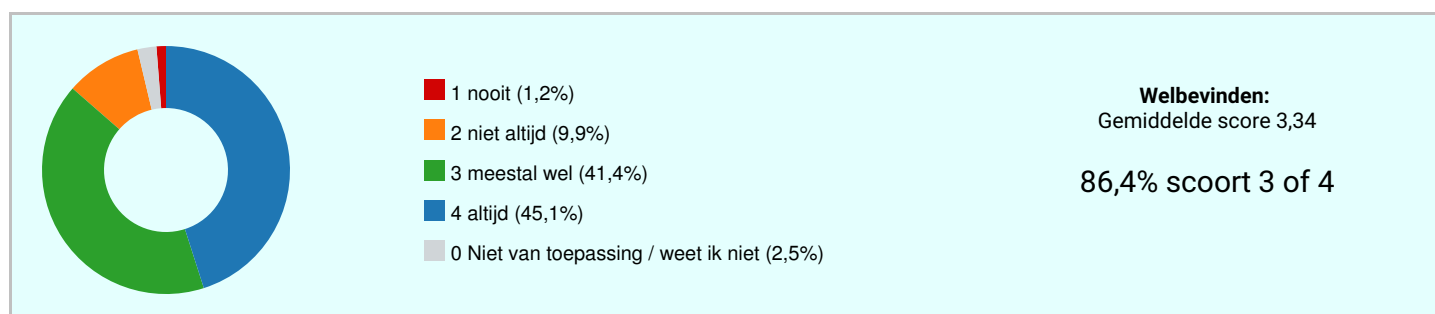 1 nooit (1,2%)
2 niet altijd (9,9%)
3 meestal wel (41,4%)
4 altijd (45,1%)
0 Niet van toepassing / weet ik niet (2,5%)
Welbevinden:
Gemiddelde score 3,34
86,4% scoort 3 of 4